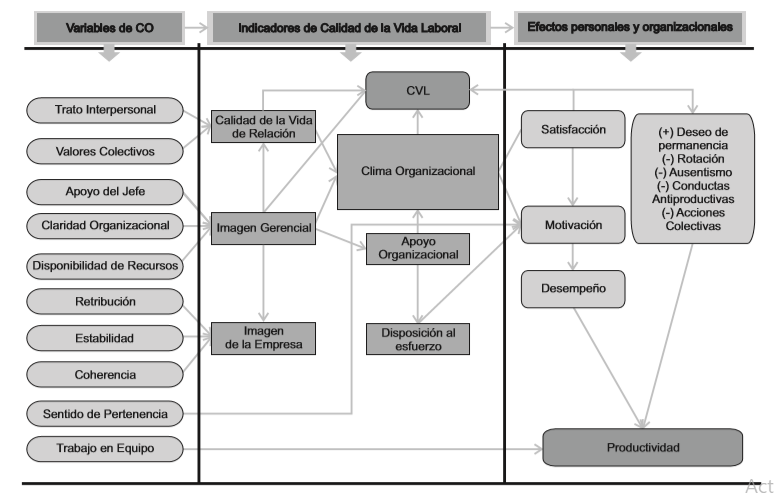 Variables de CO
Indicadores de Calidad de la Vida Laboral
Efectos personales y organizacionales
Trato Interpersonal
Valores Colectivos
Apoyo del Jefe
Claridad Organizacional
Disponibilidad de Recursos
Retribución
Estabilidad
Coherencia
Sentido de Pertenencia
Trabajo en Equipo
Calidad de la Vida
de Relación
Imagen Gerencial
Imagen
de la Empresa
CVL
Clima Organizacional
Apoyo
Organizacional
Disposición al
esfuerzo
Satisfacción
Motivación
Desempeño
(+) Deseo de
permanencia
(-) Rotación
(-) Ausentismo
(-) Conductas
Antiproductivas
(-) Acciones
Colectivas
Productividad
Act